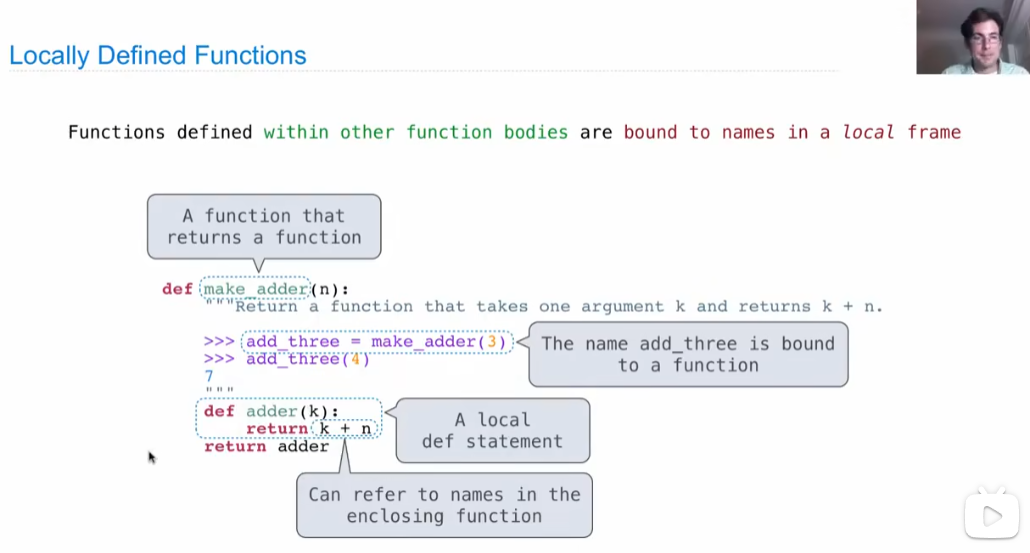 Locally Defined Functions
Functions defined within other function bodies are bound to names in a local frame
A function that
returns a function
def make_adder(n):
"""Return a function that takes one argument k and returns k + n.
>>> add_three = make_adder(3)
The name add_three is bound
to a function
>>> add_three(4)
7
"""
def adder(k):
return k + n
A local
def statement
return adder
Can refer to names in the
enclosing function